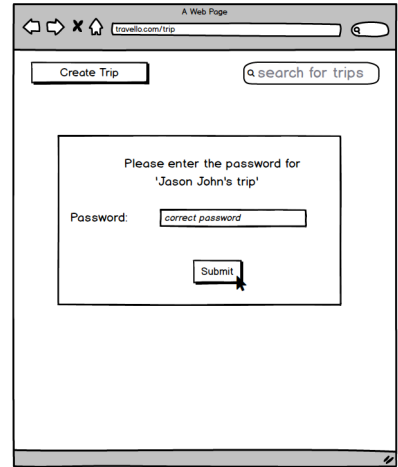 A Web Page
travello.com/trip
Create Trip
search for trips
Please enter the password for
'Jason John's trip'
Password:
correct password
Submit